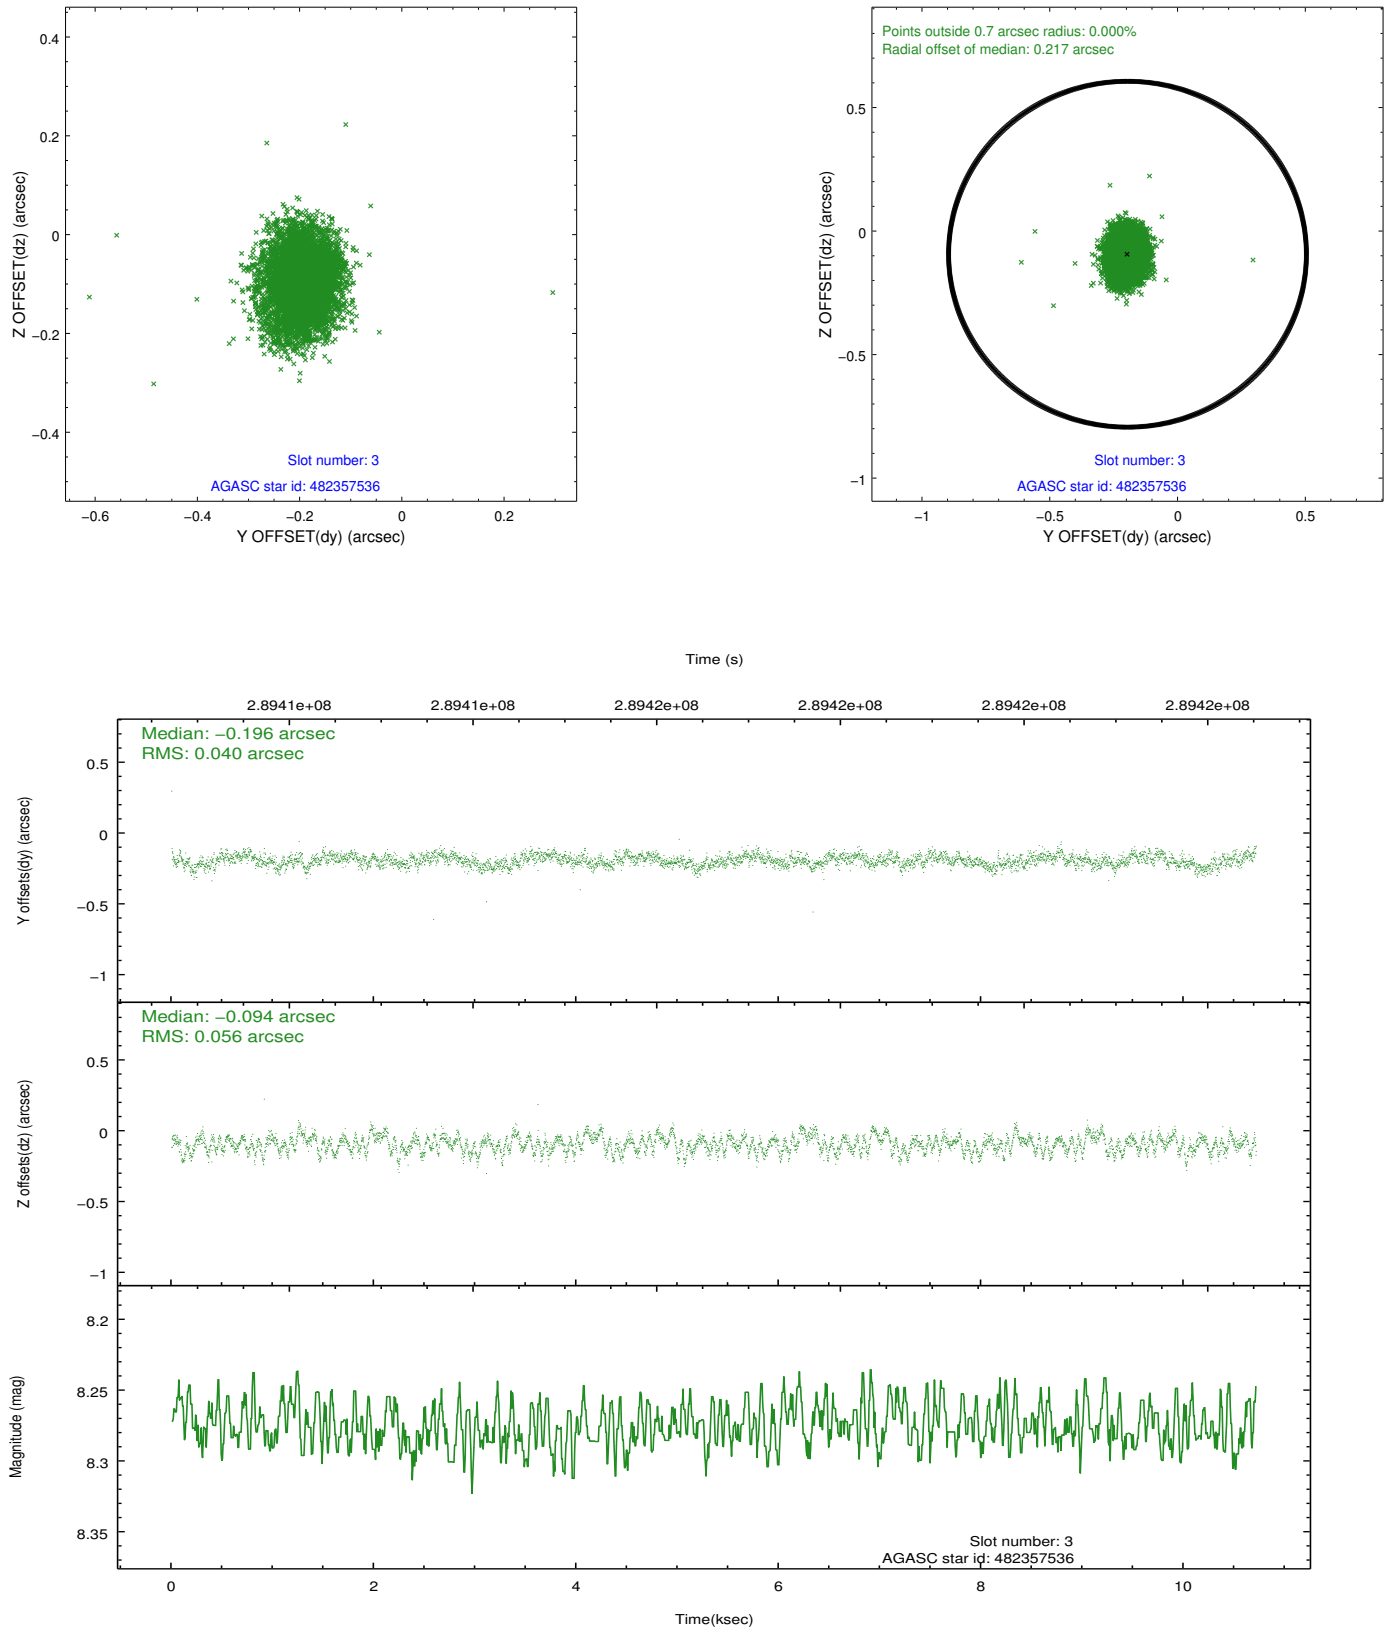 0.4
0.2
0
−0.2
−0.4
Z OFFSET(dz) (arcsec)
Slot number: 3
AGASC star id: 482357536
−0.6 −0.4 −0.2 0 0.2
Y OFFSET(dy) (arcsec)
Points outside 0.7 arcsec radius: 0.000%
Radial offset of median: 0.217 arcsec
0.5
0
−0.5
−1
Z OFFSET(dz) (arcsec)
Slot number: 3
AGASC star id: 482357536
−1 −0.5 0 0.5
Y OFFSET(dy) (arcsec)
Time (s)
2.8941e+08 2.8941e+08 2.8942e+08 2.8942e+08 2.8942e+08 2.8942e+08
Median: −0.196 arcsec
RMS: 0.040 arcsec
0.5
0
−0.5
−1
Y offsets(dy) (arcsec)
Median: −0.094 arcsec
RMS: 0.056 arcsec
0.5
0
−0.5
−1
Z offsets(dz) (arcsec)
8.2
8.25
8.3
8.35
Magnitude (mag)
Slot number: 3
AGASC star id: 482357536
0 2 4 6 8 10
Time(ksec)